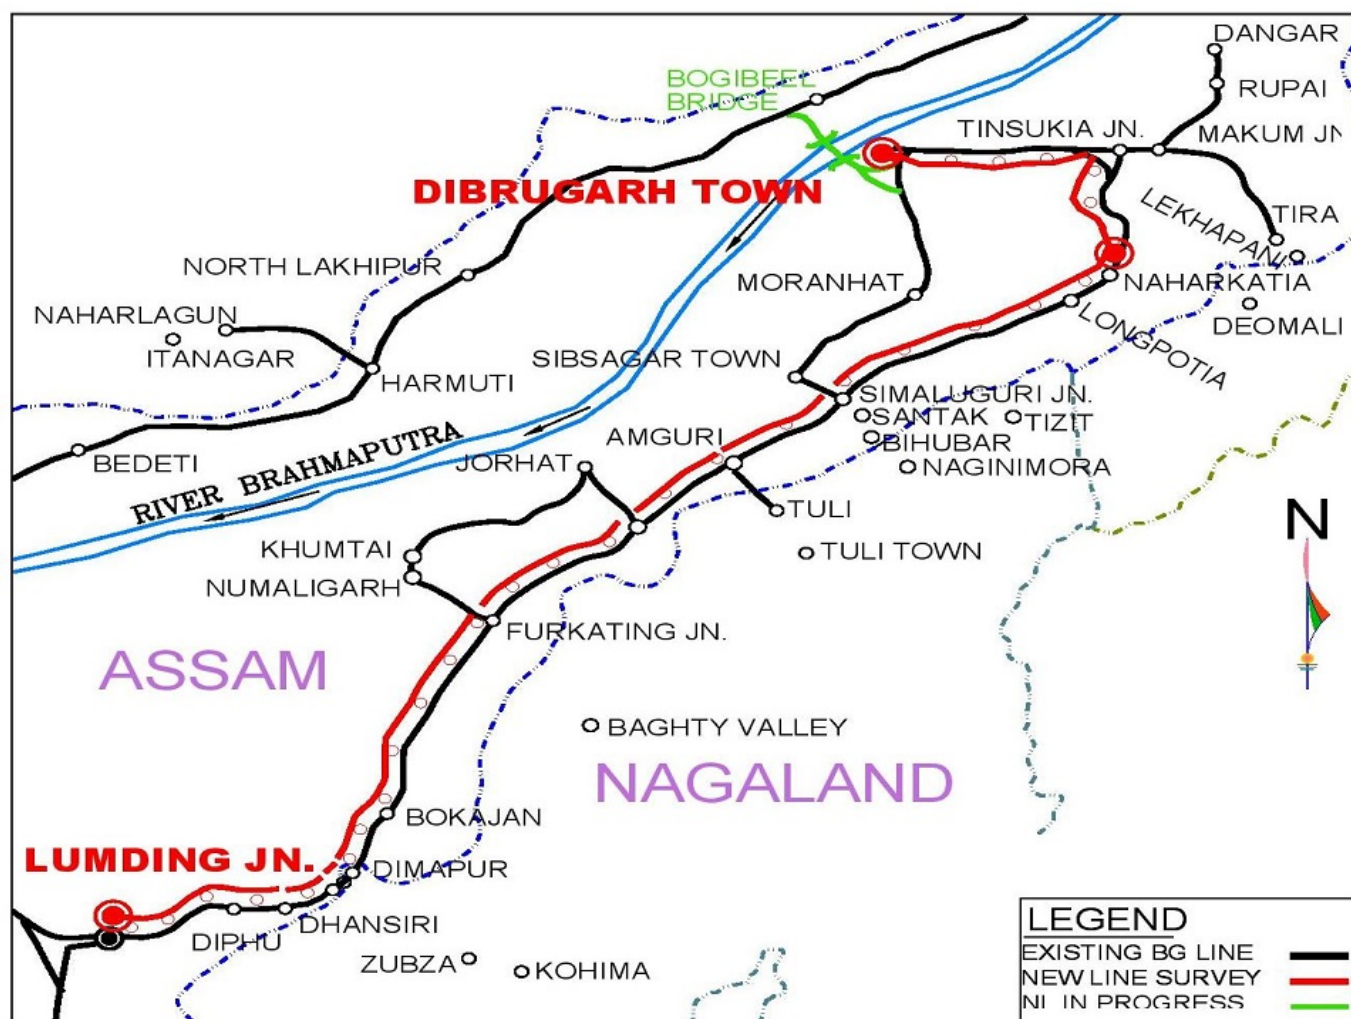 DANGAR
BOGIBEEL
BRIDGE
RUPAI
TINSUKIA JN.
MAKUM JN
DIBRUGARH TOWN
LEKHAPANI
TIRA
NORTH LAKHIPUR
MORANHAT
NAHARKATIA
NAHARLAGUN
ITANAGAR
LONGPOTIA
DEOMALI
SIBSAGAR TOWN
HARMUTI
SIMALUGURI JN.
SANTAK
TIZIT
AMGURI
BIHUBAR
RIVER BRAHMAPUTRA
BEDETI
JORHAT
NAGINIMORA
TULI
N
KHUMTAI
TULI TOWN
NUMALIGARH
FURKATING JN.
ASSAM
BAGHTY VALLEY
NAGALAND
BOKAJAN
LUMDING JN.
DIMAPUR
DHANSIRI
DIPHU
ZUBZA
KOHIMA
LEGEND
EXISTING BG LINE
NEW LINE SURVEY
NL IN PROGRESS